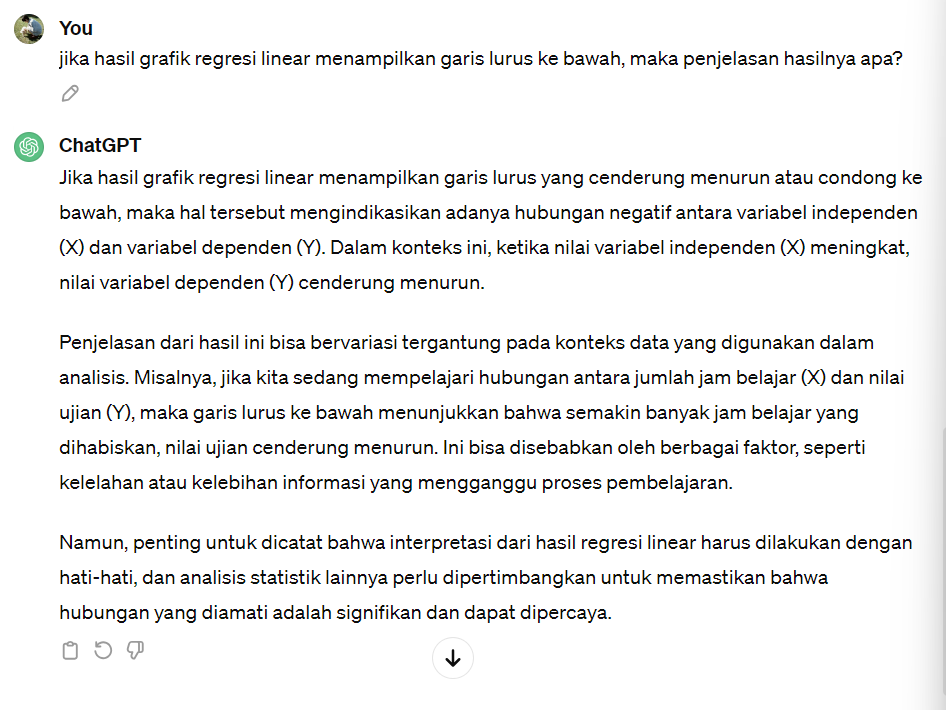 You
jika hasil grafik regresi linear menampilkan garis lurus ke bawah, maka penjelasan hasilnya apa?
ChatGPT
Jika hasil grafik regresi linear menampilkan garis lurus yang cenderung menurun atau condong ke
bawah, maka hal tersebut mengindikasikan adanya hubungan negatif antara variabel independen
(X) dan variabel dependen (Y). Dalam konteks ini, ketika nilai variabel independen (X) meningkat,
nilai variabel dependen (Y) cenderung menurun.
Penjelasan dari hasil ini bisa bervariasi tergantung pada konteks data yang digunakan dalam
analisis. Misalnya, jika kita sedang mempelajari hubungan antara jumlah jam belajar (X) dan nilai
ujian (Y), maka garis lurus ke bawah menunjukkan bahwa semakin banyak jam belajar yang
dihabiskan, nilai ujian cenderung menurun. Ini bisa disebabkan oleh berbagai faktor, seperti
kelelahan atau kelebihan informasi yang mengganggu proses pembelajaran.
Namun, penting untuk dicatat bahwa interpretasi dari hasil regresi linear harus dilakukan dengan
hati-hati, dan analisis statistik lainnya perlu dipertimbangkan untuk memastikan bahwa
hubungan yang diamati adalah signifikan dan dapat dipercaya.